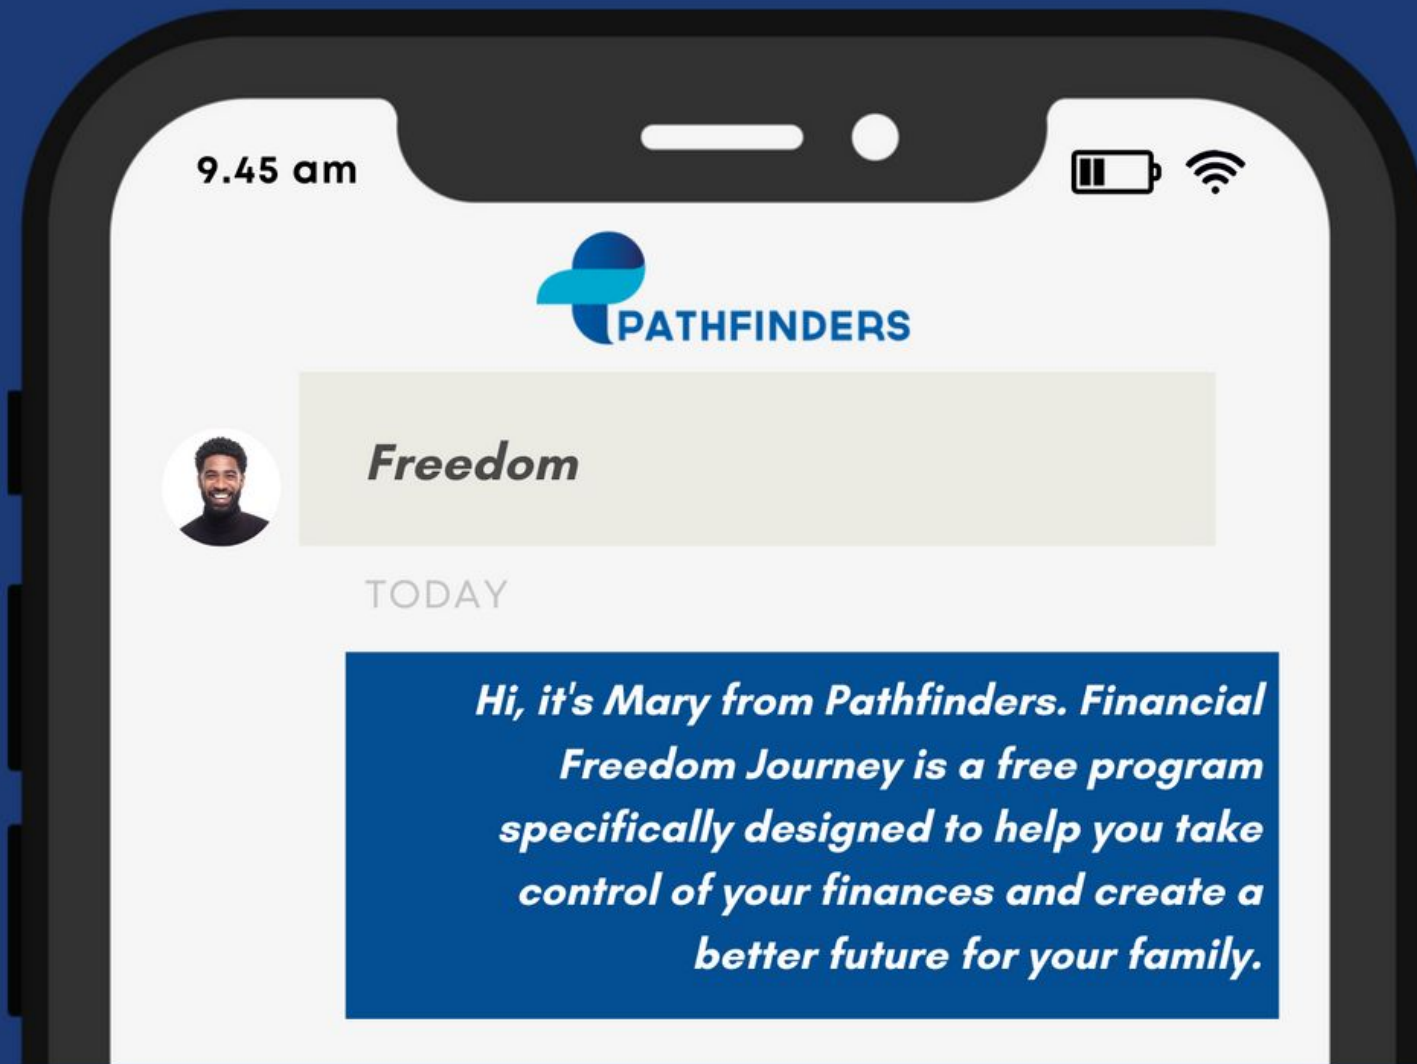 9.45 am
PATHFINDERS
Freedom
TODAY
Hi, it's Mary from Pathfinders. Financial
Freedom Journey is a free program
specifically designed to help you take
control of your finances and create a
better future for your family.